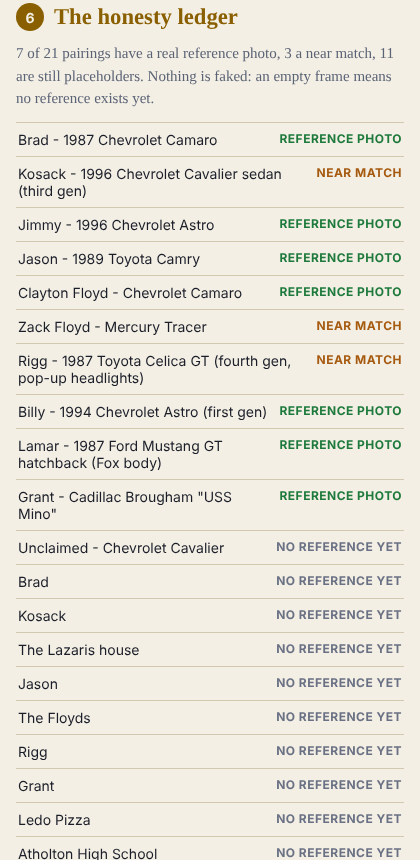 6 The honesty ledger
7 of 21 pairings have a real reference photo, 3 a near match, 11
are still placeholders. Nothing is faked: an empty frame means
no reference exists yet.
Brad - 1987 Chevrolet Camaro REFERENCE PHOTO
Kosack - 1996 Chevrolet Cavalier sedan NEAR MATCH
(third gen)
Jimmy - 1996 Chevrolet Astro REFERENCE PHOTO
Jason - 1989 Toyota Camry REFERENCE PHOTO
Clayton Floyd - Chevrolet Camaro REFERENCE PHOTO
Zack Floyd - Mercury Tracer NEAR MATCH
Rigg - 1987 Toyota Celica GT (fourth gen, NEAR MATCH
pop-up headlights)
Billy - 1994 Chevrolet Astro (first gen) REFERENCE PHOTO
Lamar - 1987 Ford Mustang GT REFERENCE PHOTO
hatchback (Fox body)
Grant - Cadillac Brougham "USS REFERENCE PHOTO
Mino"
Unclaimed - Chevrolet Cavalier NO REFERENCE YET
Brad NO REFERENCE YET
Kosack NO REFERENCE YET
The Lazaris house NO REFERENCE YET
Jason NO REFERENCE YET
The Floyds NO REFERENCE YET
Rigg NO REFERENCE YET
Grant NO REFERENCE YET
Ledo Pizza NO REFERENCE YET
Atholton High School NO REFERENCE YET